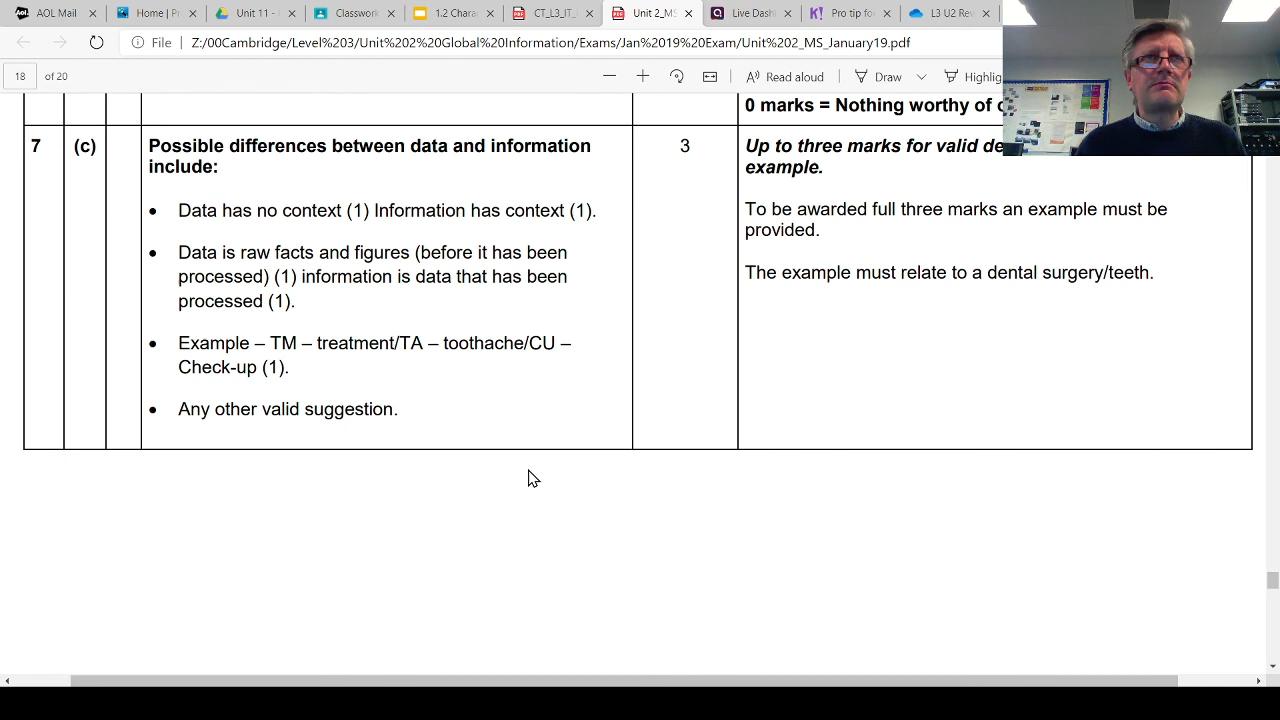 Aol.
AOL Mail
Home | Pr
Unit 11 -
Classwork
1.2 Chara
CT_L3_IT_
Unit 2_MS
Live Dash
Pro tip for
L3 U2 Rev
File
Z:/00Cambridge/Level%203/Unit%202%20Global%20Information/Exams/Jan%2019%20Exam/Unit%202_MS_January19.pdf
18 of 20
Read aloud
Draw
Highlig
0 marks = Nothing worthy of c
7 (c)
Possible differences between data and information
include:
• Data has no context (1) Information has context (1).
• Data is raw facts and figures (before it has been
processed) (1) information is data that has been
processed (1).
• Example – TM – treatment/TA – toothache/CU –
Check-up (1).
• Any other valid suggestion.
3
Up to three marks for valid de
example.
To be awarded full three marks an example must be
provided.
The example must relate to a dental surgery/teeth.